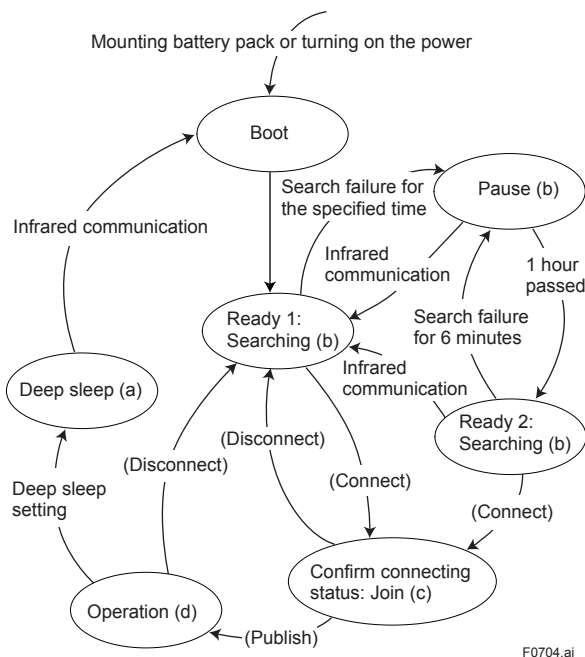 Mounting battery pack or turning on the power
Boot
Search failure for
the specified time
Pause (b)
Infrared communication
Infrared
communication
1 hour
passed
Ready 1:
Searching (b)
Search failure
for 6 minutes
Infrared
communication
Deep sleep (a)
Ready 2:
Searching (b)
(Disconnect)
(Disconnect)
(Connect)
Deep sleep
setting
(Connect)
Confirm connecting
status: Join (c)
Operation (d)
(Publish)
F0704.ai